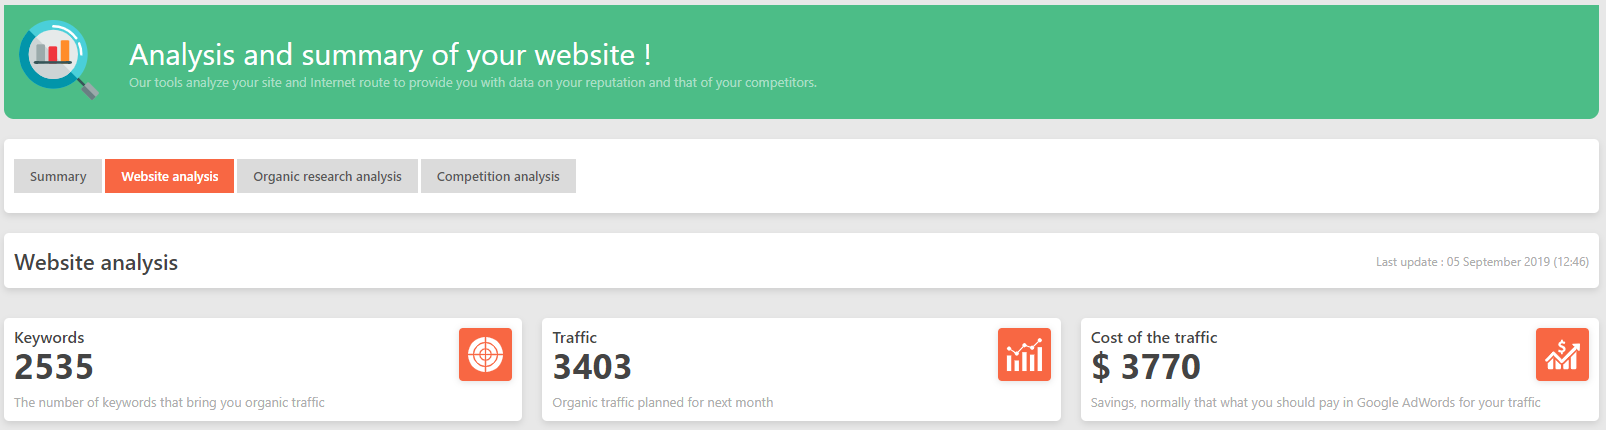 Analysis and summary of your website !
Our tools analyze your site and Internet route to provide you with data on your reputation and that of your competitors.
Summary
Website analysis
Organic research analysis
Competition analysis
Website analysis
Last update : 05 September 2019 (12:46)
Keywords
2535
The number of keywords that bring you organic traffic
Traffic
3403
Organic traffic planned for next month
Cost of the traffic
$ 3770
Savings, normally that what you should pay in Google AdWords for your traffic